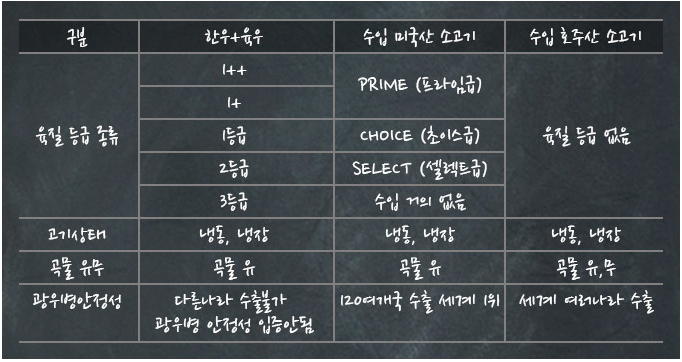 구분 한우+육우 수입 미국산 소고기 수입 호주산 소고기
1++
PRIME (프라임급)
1+
육질 등급 종류 1등급 CHOICE (초이스급) 육질 등급 없음
2등급 SELECT (셀렉트급)
3등급 수입 거의 없음
고기상태 냉동, 냉장 냉동, 냉장 냉동, 냉장
곡물 유무 곡물 유 곡물 유 곡물 유,무
광우병안정성 다른나라 수출불가 120여개국 수출 세계 1위 세계 여러나라 수출
광우병 안정성 입증안됨